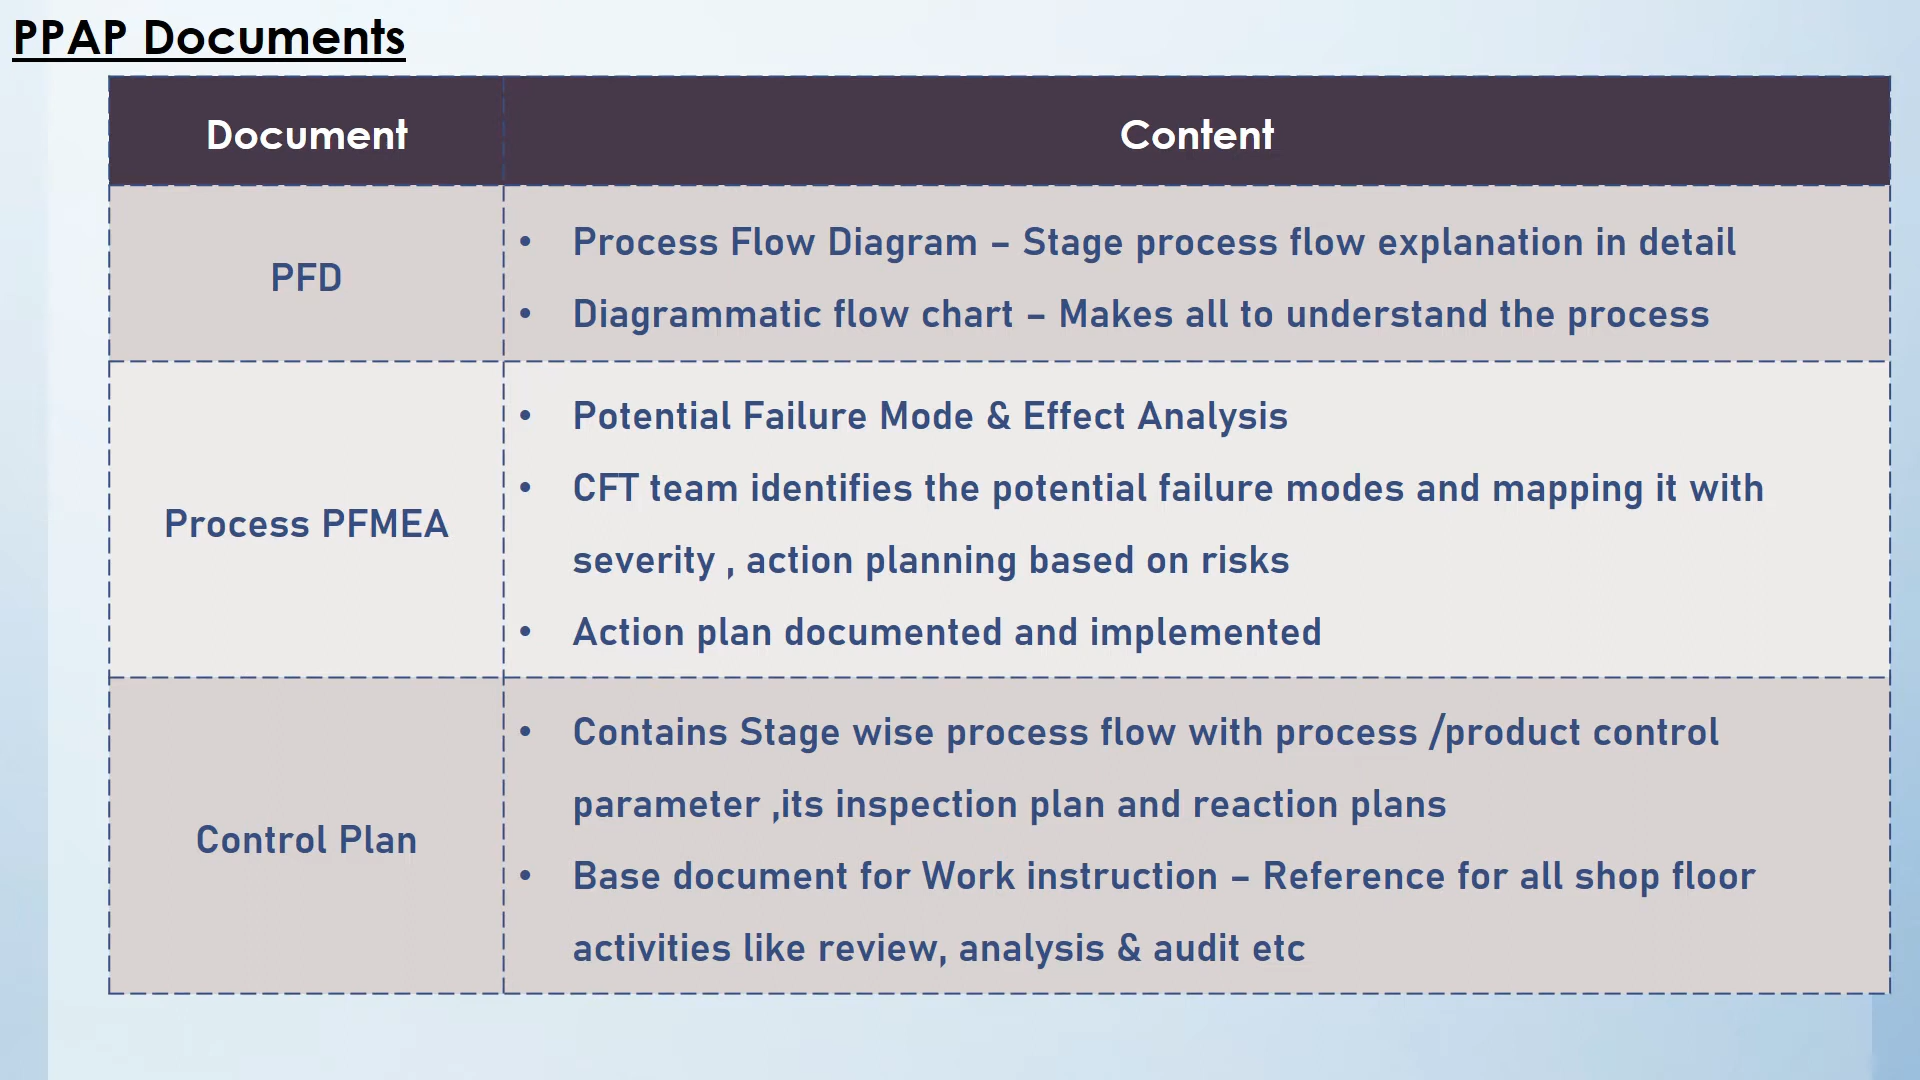 PPAP Documents
Document
Content
PFD
• Process Flow Diagram – Stage process flow explanation in detail
• Diagrammatic flow chart – Makes all to understand the process
Process PFMEA
• Potential Failure Mode & Effect Analysis
• CFT team identifies the potential failure modes and mapping it with
severity , action planning based on risks
• Action plan documented and implemented
Control Plan
• Contains Stage wise process flow with process /product control
parameter ,its inspection plan and reaction plans
• Base document for Work instruction – Reference for all shop floor
activities like review, analysis & audit etc